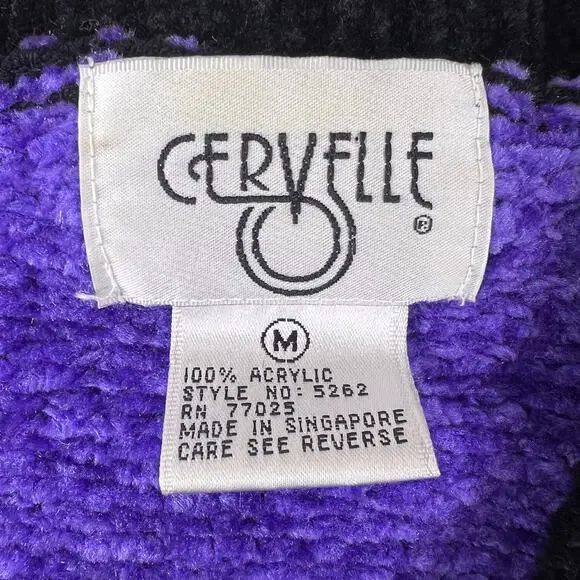 CERVELLE
®
M
100% ACRYLIC
STYLE NO: 5262
RN 77025
MADE IN SINGAPORE
CARE SEE REVERSE